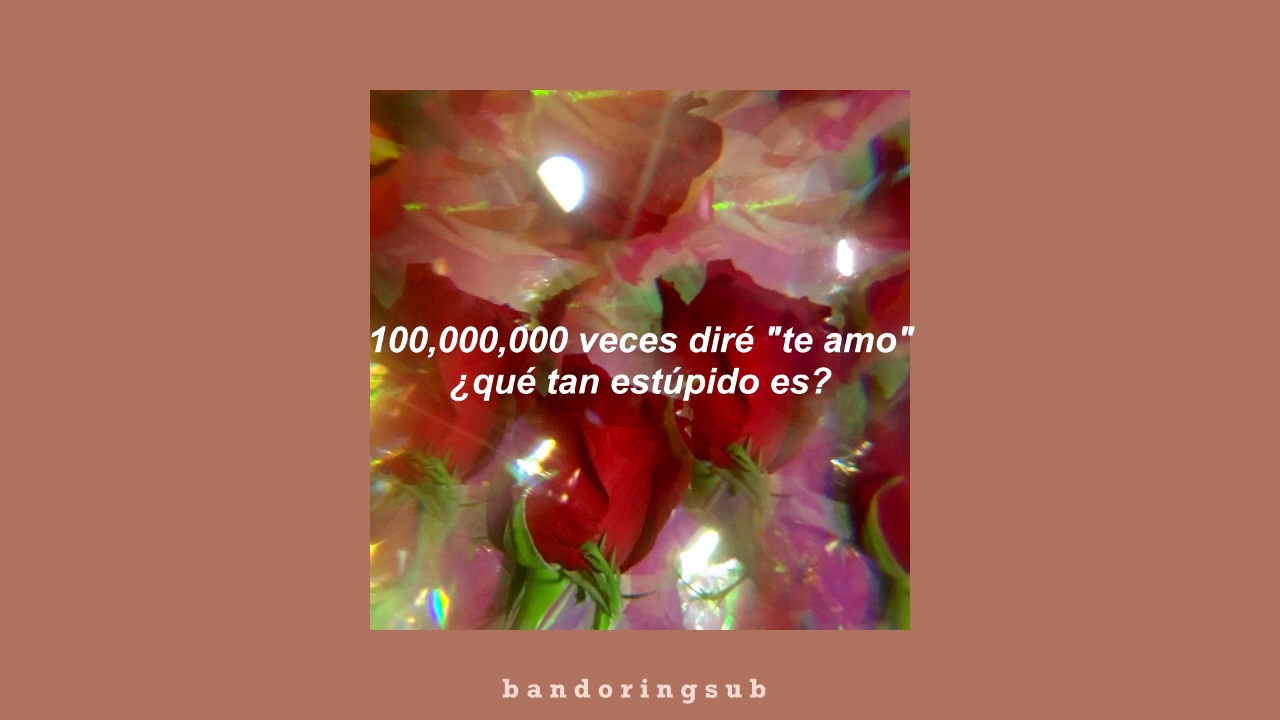 100,000,000 veces diré "te amo"
¿qué tan estúpido es?
bandoringsub